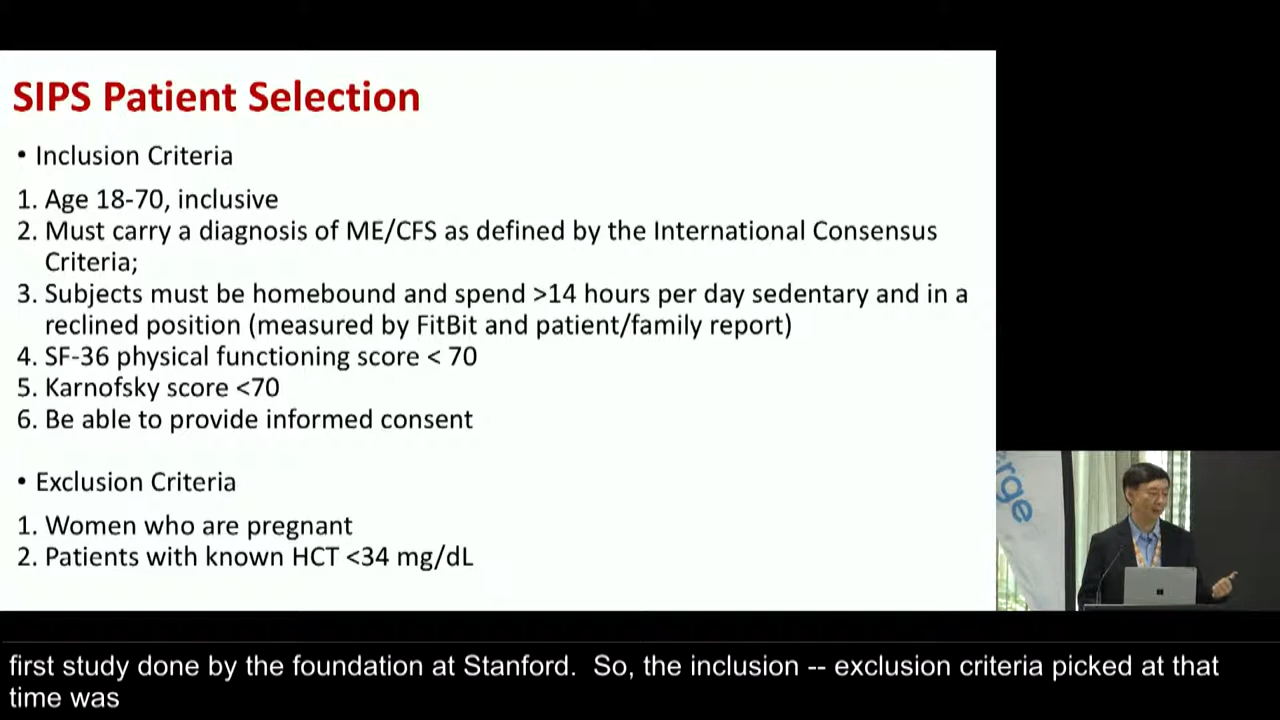 SIPS Patient Selection
• Inclusion Criteria
1. Age 18-70, inclusive
2. Must carry a diagnosis of ME/CFS as defined by the International Consensus
Criteria;
3. Subjects must be homebound and spend >14 hours per day sedentary and in a
reclined position (measured by FitBit and patient/family report)
4. SF-36 physical functioning score < 70
5. Karnofsky score <70
6. Be able to provide informed consent
• Exclusion Criteria
1. Women who are pregnant
2. Patients with known HCT <34 mg/dL
erge
first study done by the foundation at Stanford.  So, the inclusion -- exclusion criteria picked at that
time was